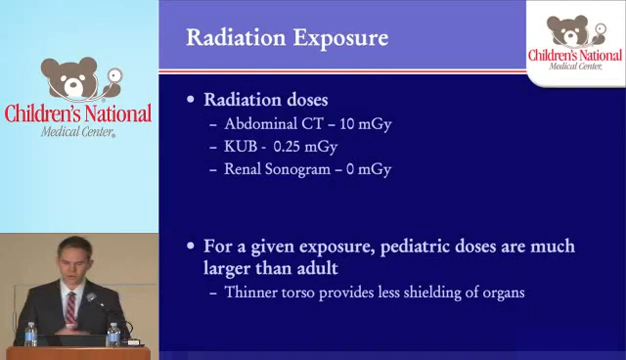 Children's National
Medical Center®
Radiation Exposure
Children's National
Medical Center
• Radiation doses
– Abdominal CT – 10 mGy
– KUB - 0.25 mGy
– Renal Sonogram – 0 mGy
• For a given exposure, pediatric doses are much
larger than adult
– Thinner torso provides less shielding of organs